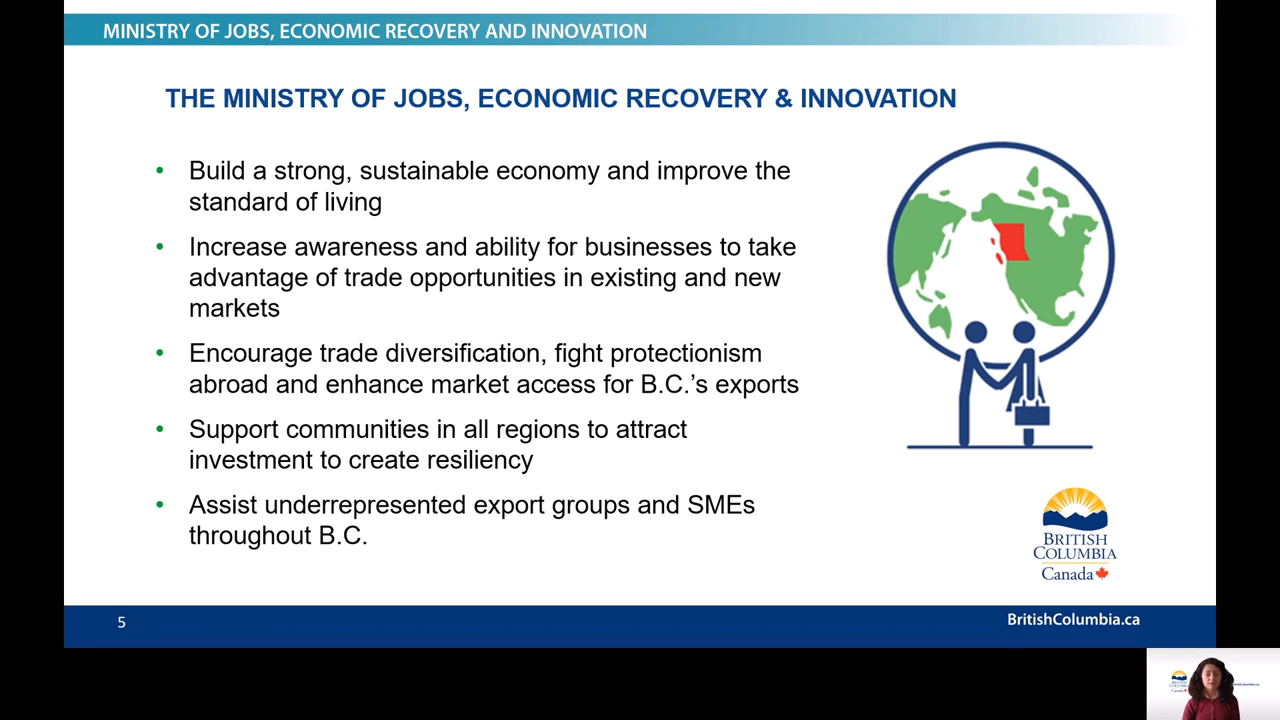 MINISTRY OF JOBS, ECONOMIC RECOVERY AND INNOVATION
THE MINISTRY OF JOBS, ECONOMIC RECOVERY & INNOVATION
• Build a strong, sustainable economy and improve the
standard of living
• Increase awareness and ability for businesses to take
advantage of trade opportunities in existing and new
markets
• Encourage trade diversification, fight protectionism
abroad and enhance market access for B.C.’s exports
• Support communities in all regions to attract
investment to create resiliency
• Assist underrepresented export groups and SMEs
throughout B.C.
BRITISH
COLUMBIA
Canada
5
BritishColumbia.ca